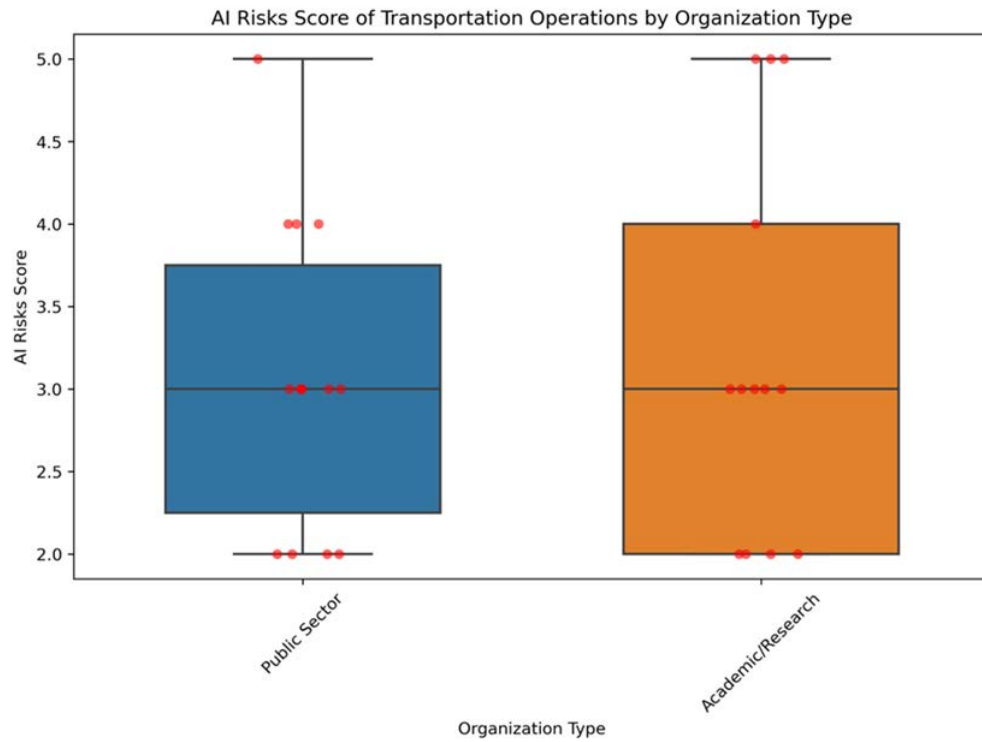 AI Risks Score of Transportation Operations by Organization Type
5.0
4.5
4.0
3.5
3.0
2.5
2.0
AI Risks Score
Public Sector
Academic/Research
Organization Type